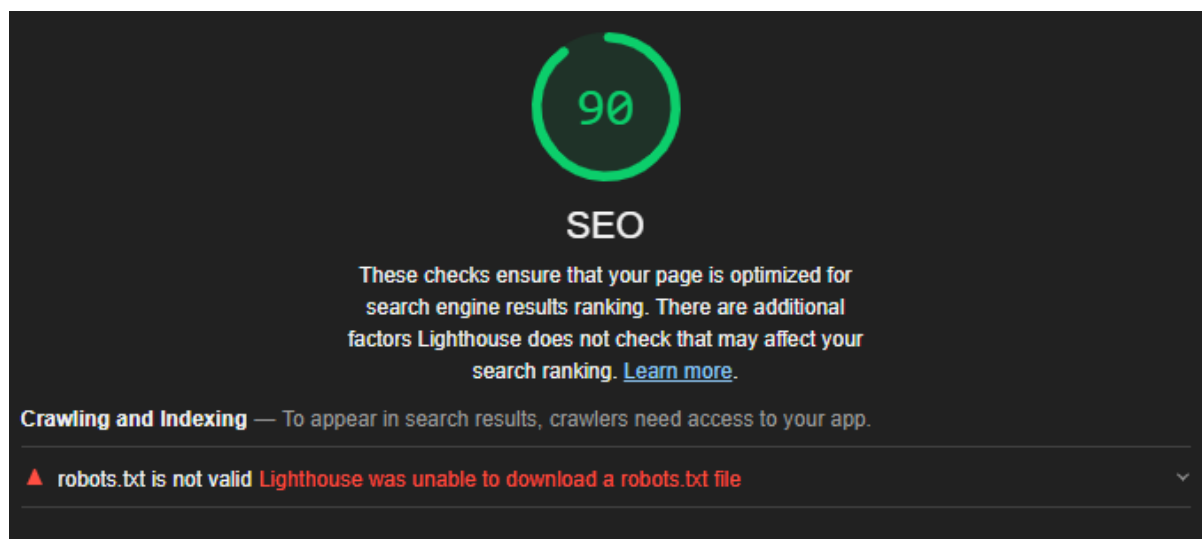 90
SEO
These checks ensure that your page is optimized for
search engine results ranking. There are additional
factors Lighthouse does not check that may affect your
search ranking. Learn more.
Crawling and Indexing — To appear in search results, crawlers need access to your app.
robots.txt is not valid Lighthouse was unable to download a robots.txt file